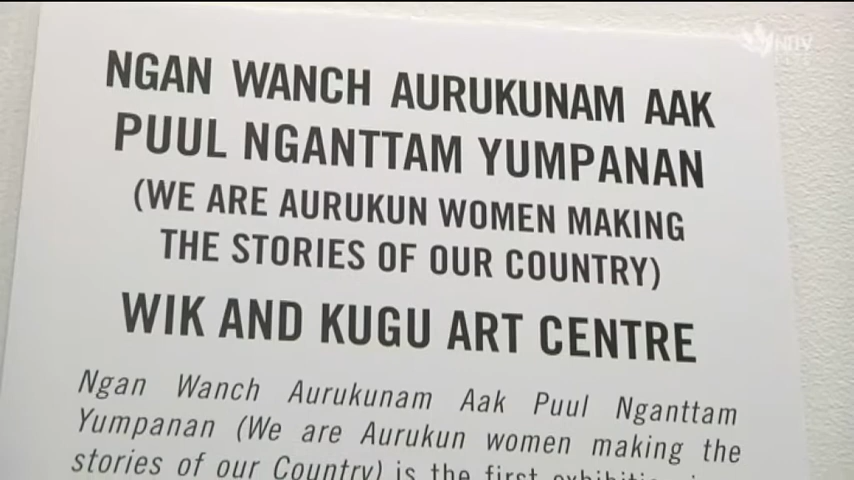 NGAN WANCH AURUKUNAM AAK
PUUL NGANTTAM YUMPANAN
(WE ARE AURUKUN WOMEN MAKING
THE STORIES OF OUR COUNTRY)
WIK AND KUGU ART CENTRE
Ngan Wanch Aurukunam Aak Puul Nganttam
Yumpanan (We are Aurukun women making the
stories of our Country) is the first